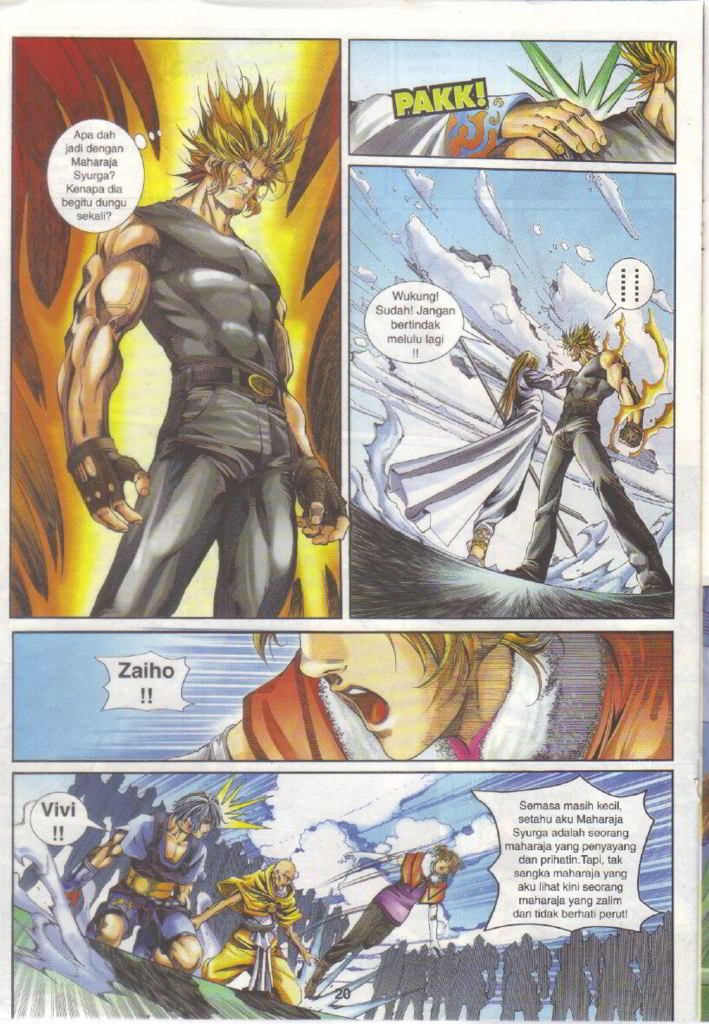 Apa dah
jadi dengan
Maharaja
Syurga?
Kenapa dia
begitu dungu
sekali?
PAKK!
Wukung!
Sudah! Jangan
bertindak
melulu lagi
!!
Zaiho
!!
Vivi
!!
Semasa masih kecil,
setahu aku Maharaja
Syurga adalah seorang
maharaja yang penyayang
dan prihatin.Tapi, tak
sangka maharaja yang
aku lihat kini seorang
maharaja yang zalim
dan tidak berhati perut!
20